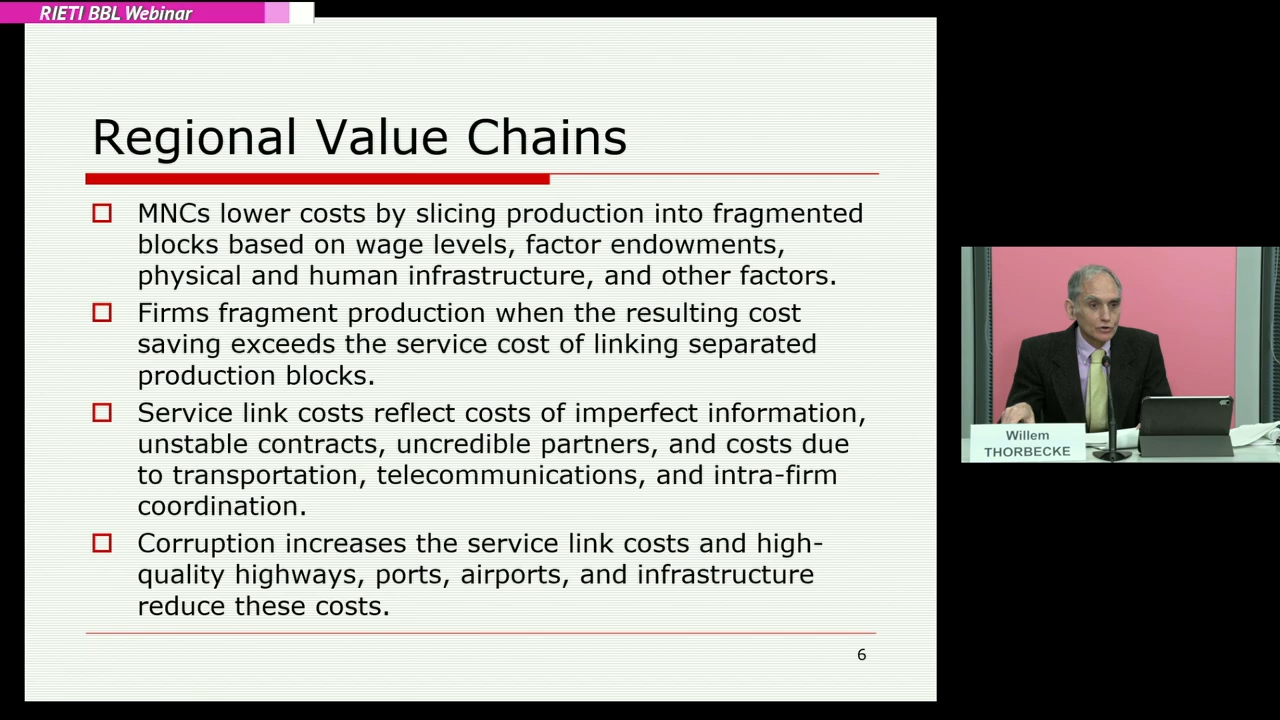 RIETI BBL Webinar
Regional Value Chains
MNCs lower costs by slicing production into fragmented
blocks based on wage levels, factor endowments,
physical and human infrastructure, and other factors.
Firms fragment production when the resulting cost
saving exceeds the service cost of linking separated
production blocks.
Service link costs reflect costs of imperfect information,
unstable contracts, uncredible partners, and costs due
to transportation, telecommunications, and intra-firm
coordination.
Corruption increases the service link costs and high-
quality highways, ports, airports, and infrastructure
reduce these costs.
6
Willem
THORBECKE